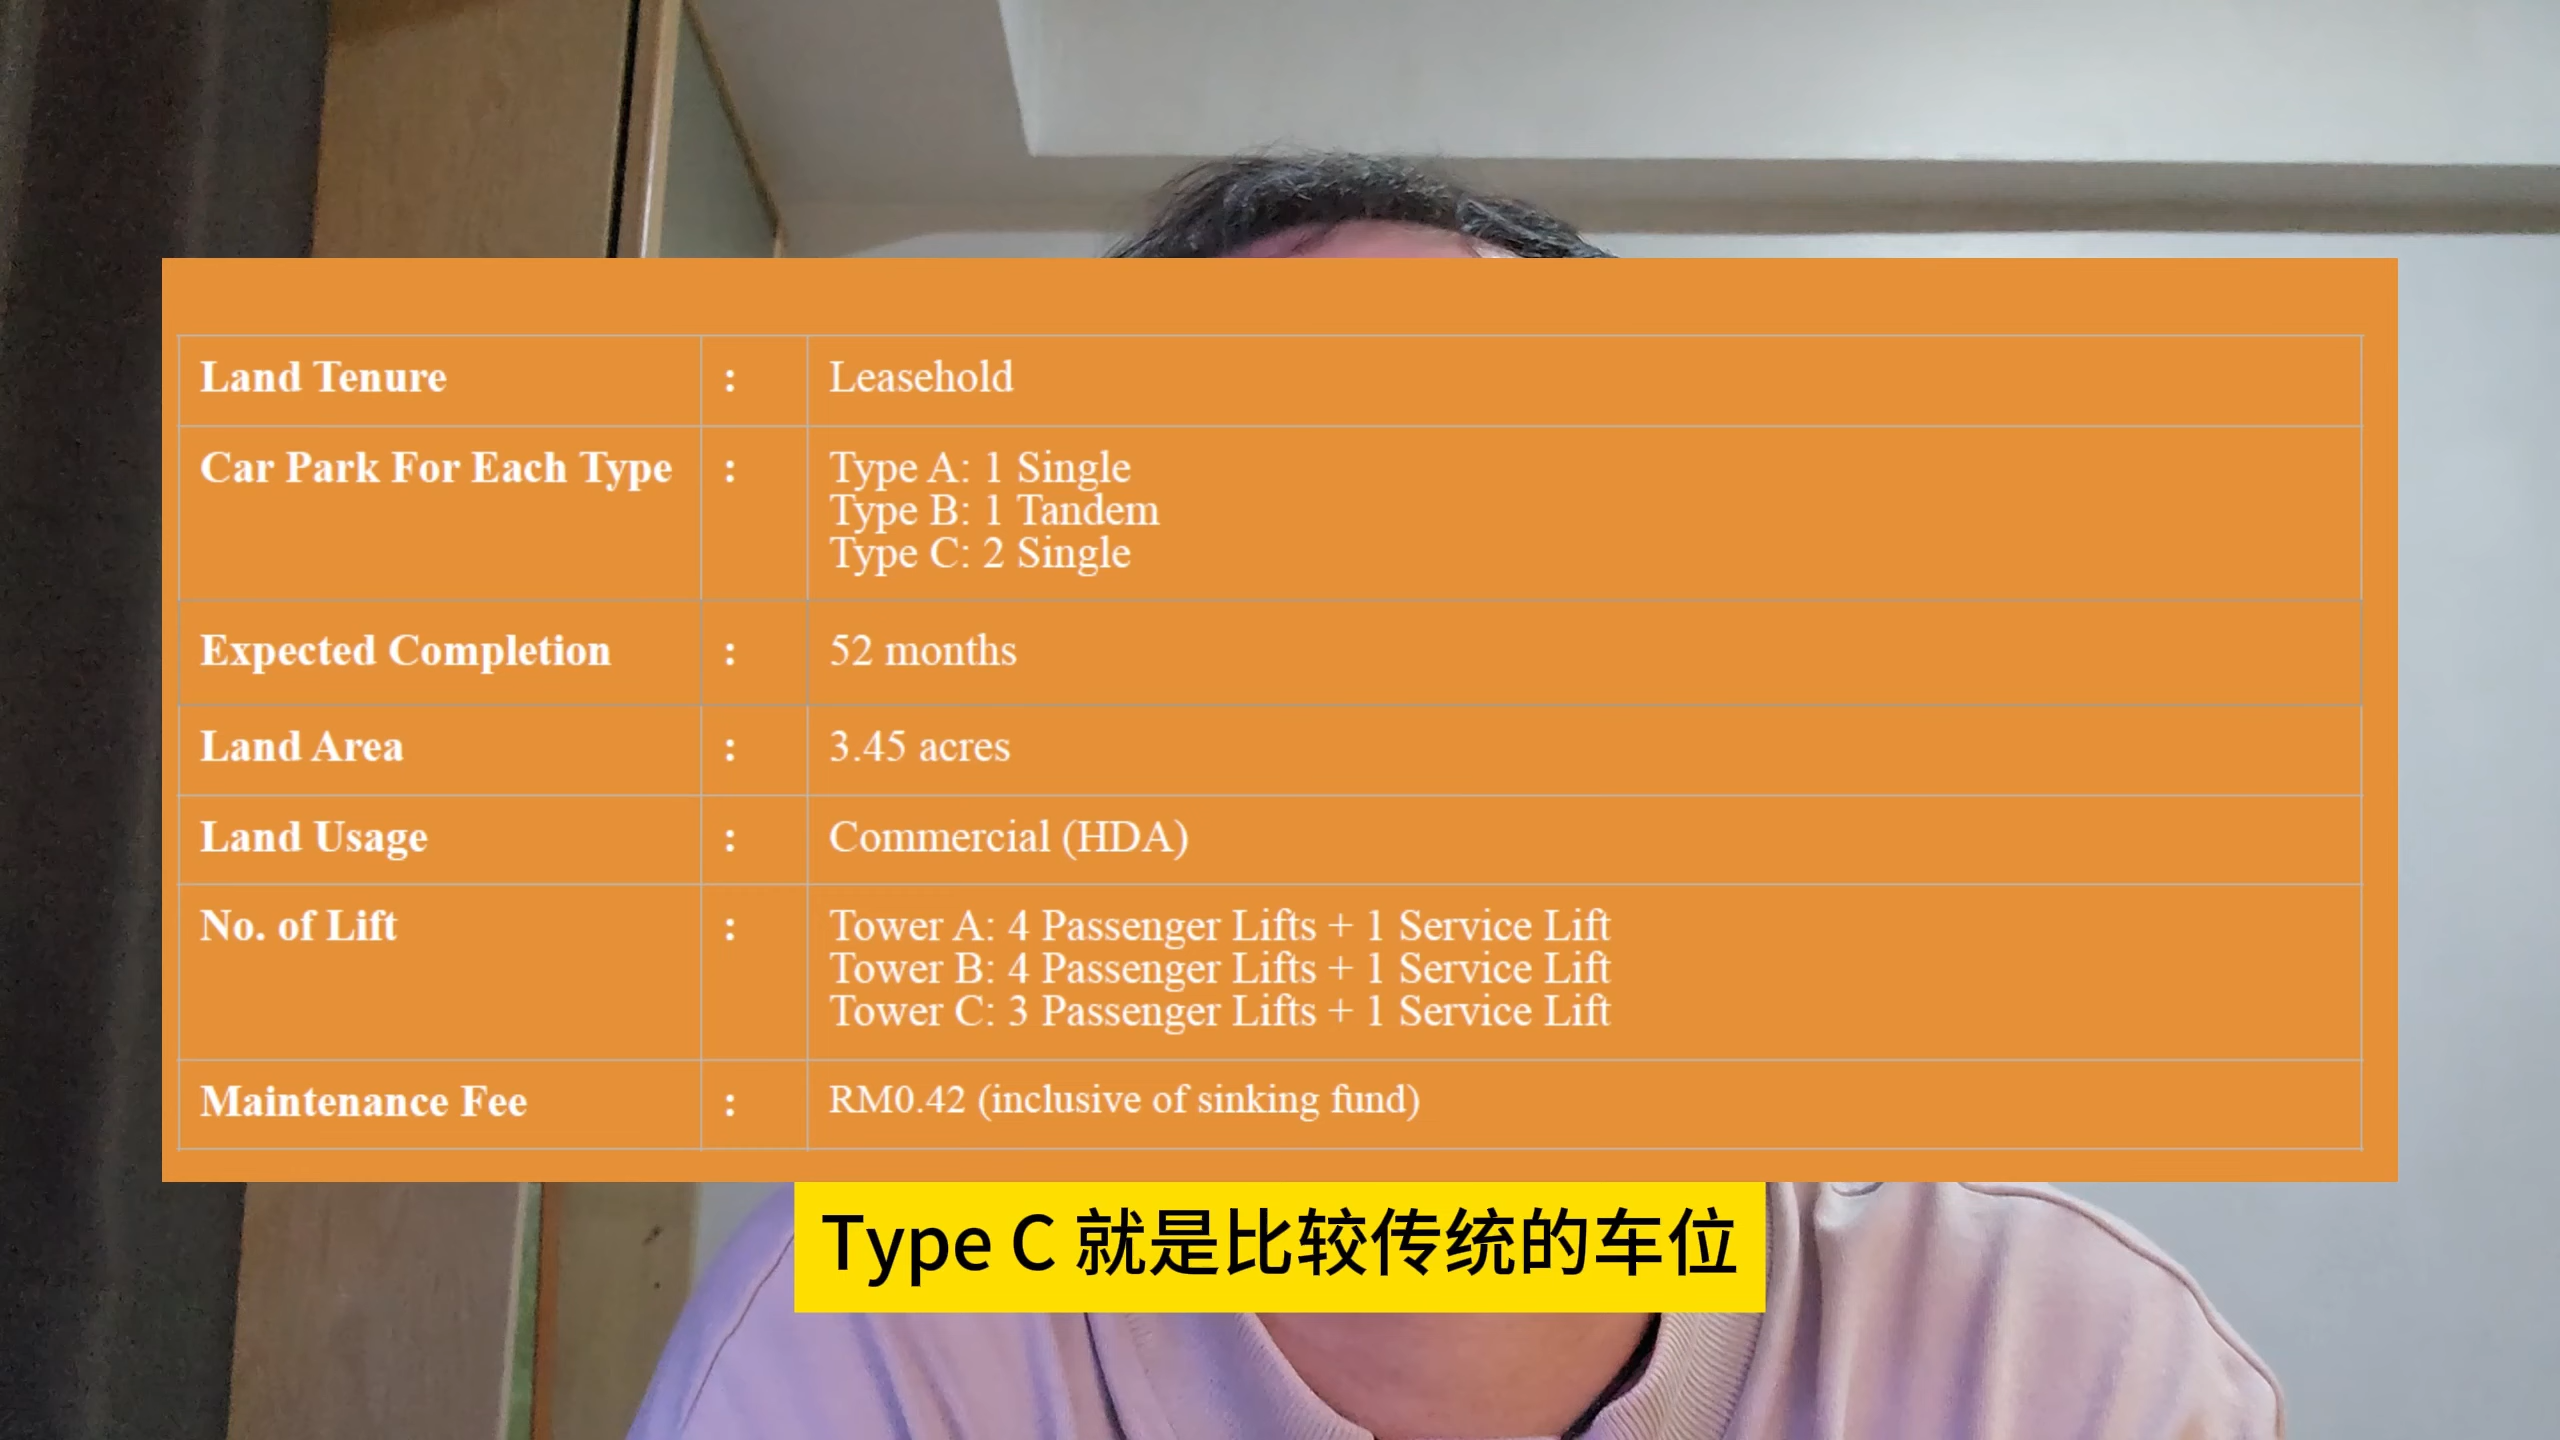 Land Tenure : Leasehold
Car Park For Each Type : Type A: 1 Single
Type B: 1 Tandem
Type C: 2 Single
Expected Completion : 52 months
Land Area : 3.45 acres
Land Usage : Commercial (HDA)
No. of Lift : Tower A: 4 Passenger Lifts + 1 Service Lift
Tower B: 4 Passenger Lifts + 1 Service Lift
Tower C: 3 Passenger Lifts + 1 Service Lift
Maintenance Fee : RM0.42 (inclusive of sinking fund)
Type C 就是比较传统的车位